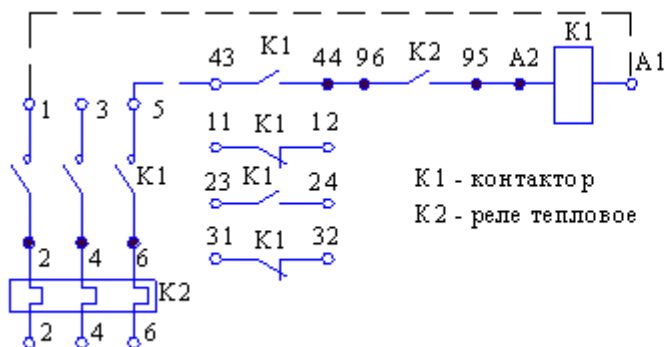 K1
43 K1 44 96 K2 95 A2 A1
1 3 5
11 K1 12
K1
23 K1 24
K1 - контактор
K2 - реле тепловое
31 K1 32
2 4 6
K2
2 4 6